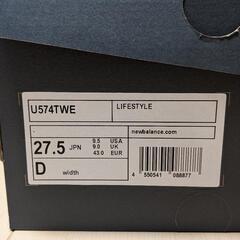 U574TWE
LIFESTYLE
-
newbalance.com
27.5 JPN
9.5 USA
9.0 UK
43.0 EUR
D width
4 550541 088877